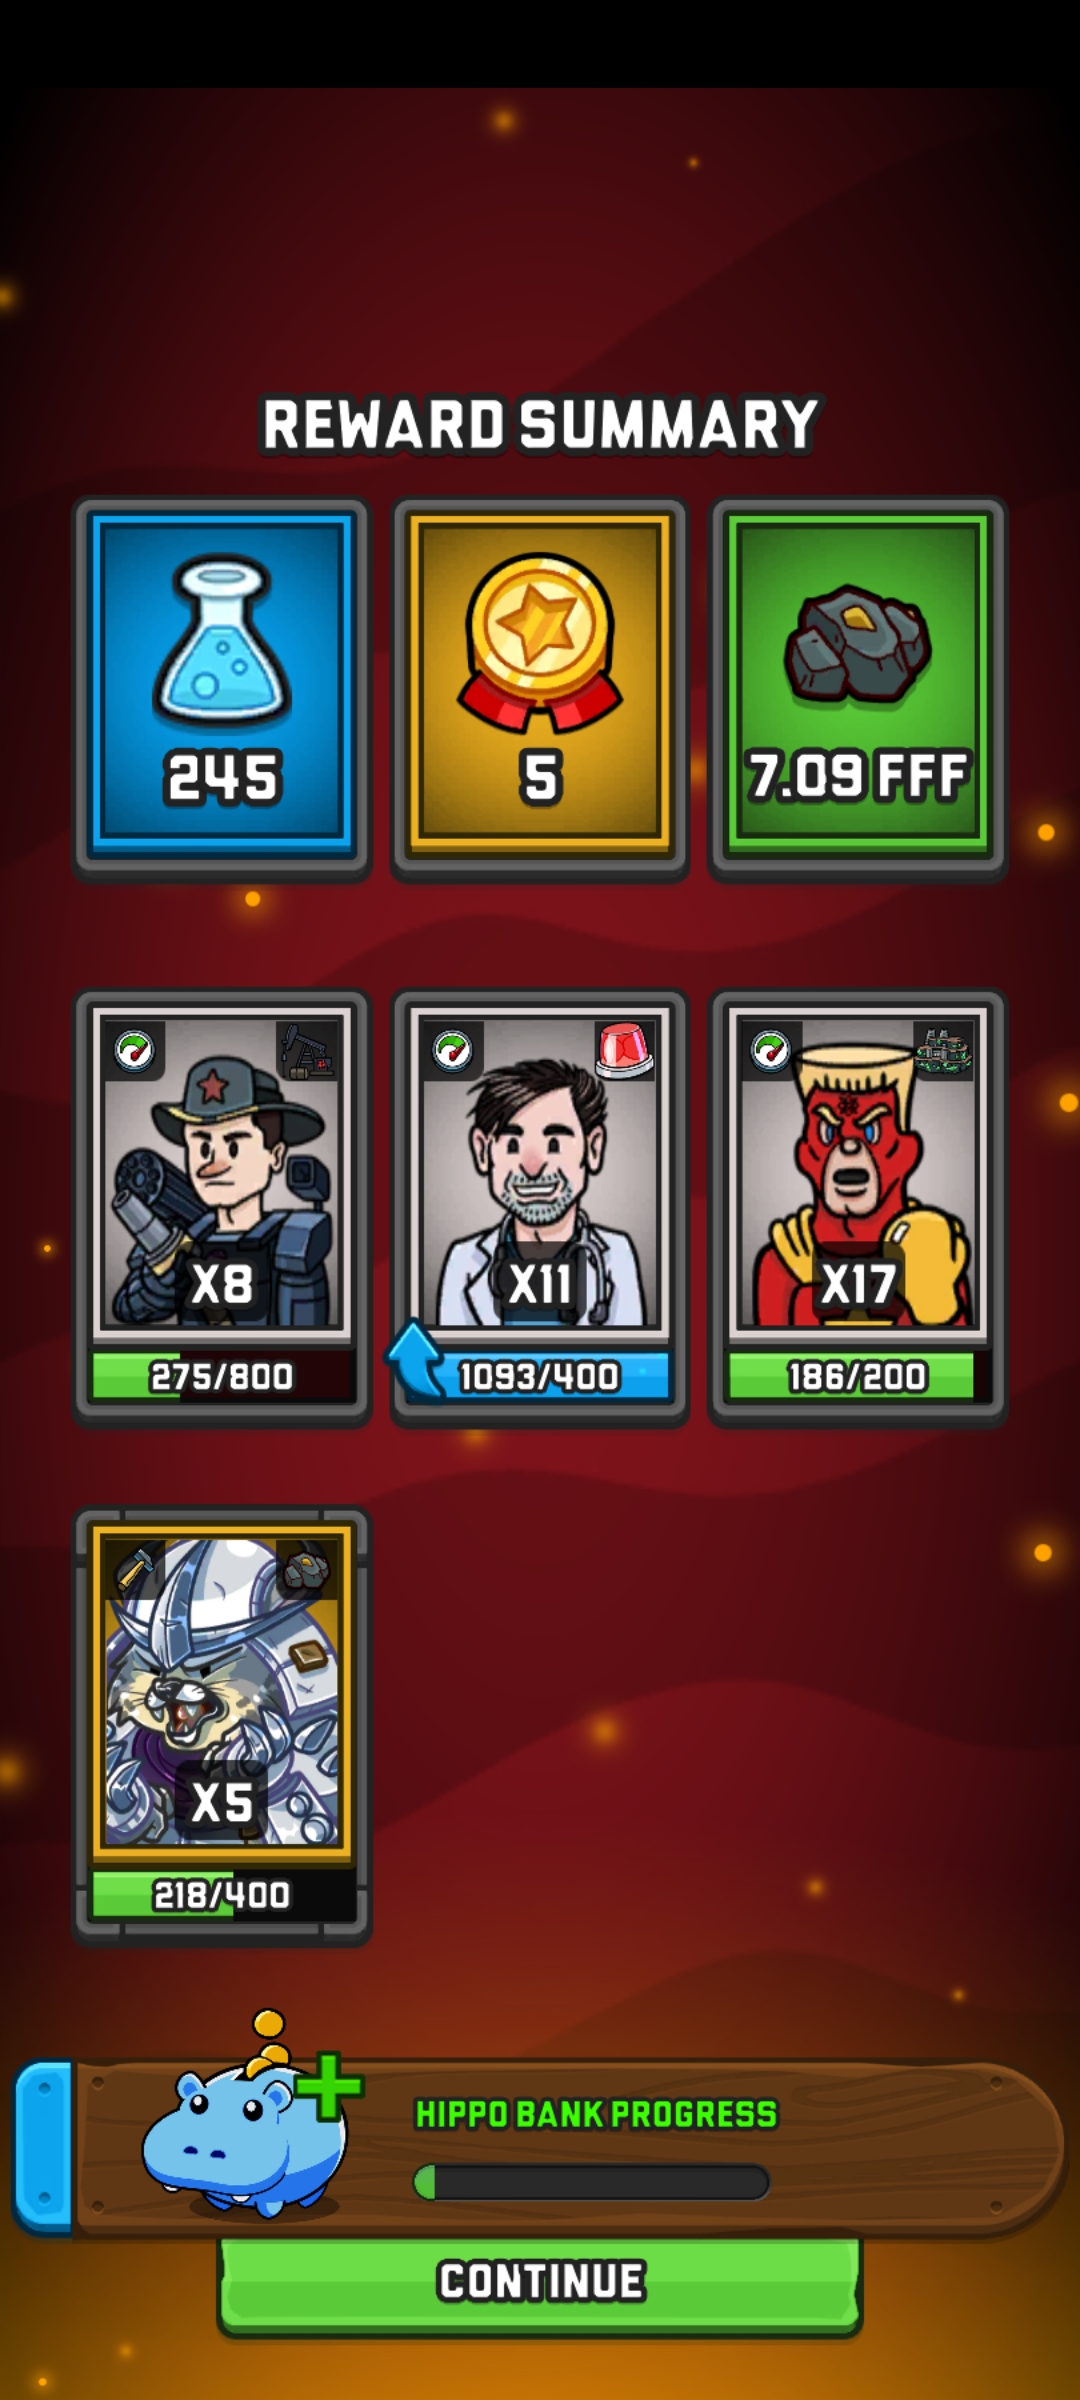 REWARD SUMMARY
245
5
7.09 FFF
X8
X11
X17
275/800
1093/400
186/200
X5
218/400
HIPPO BANK PROGRESS
CONTINUE